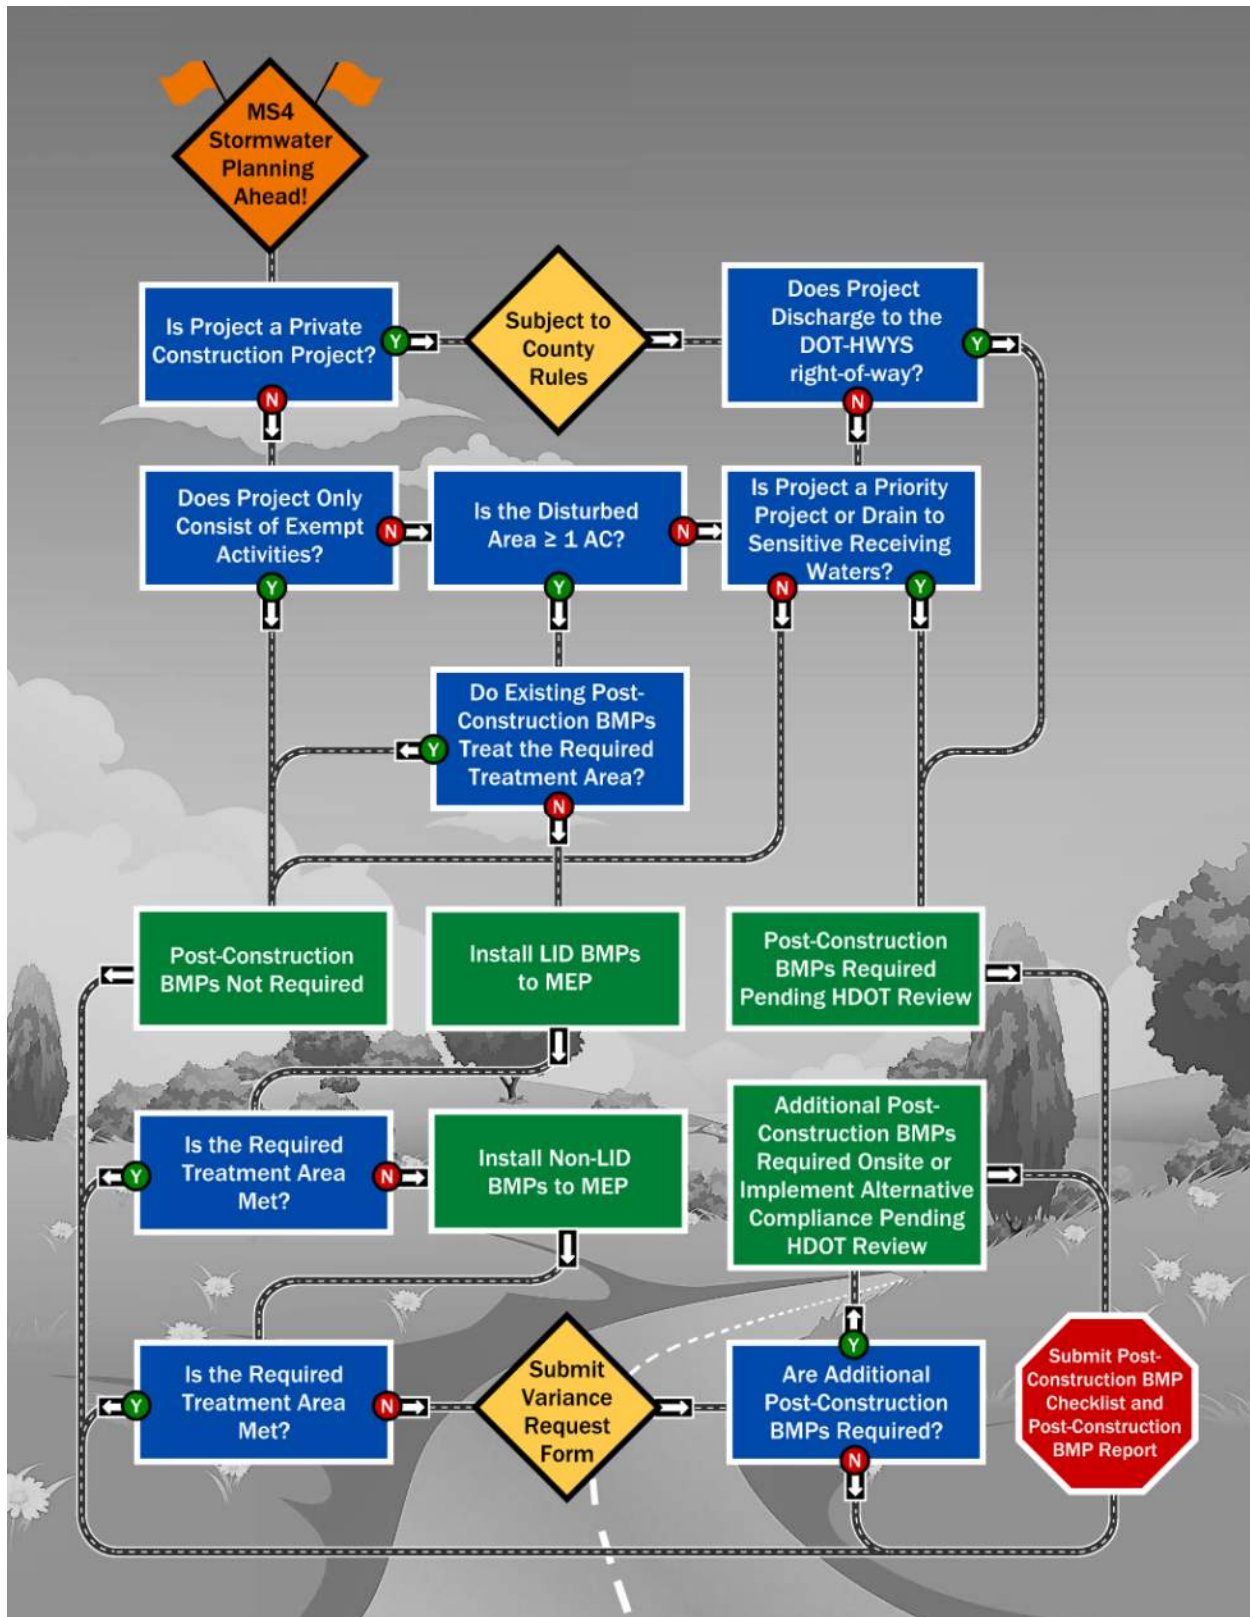 MS4
Stormwater
Planning
Ahead!
Is Project a Private
Construction Project?
Y
N
Subject to
County
Rules
Does Project
Discharge to the
DOT-HWYS
right-of-way?
Y
N
Does Project Only
Consist of Exempt
Activities?
N
Y
Is the Disturbed
Area ≥ 1 AC?
N
Y
Is Project a Priority
Project or Drain to
Sensitive Receiving
Waters?
N
Y
Do Existing Post-
Construction BMPs
Treat the Required
Treatment Area?
Y
N
Post-Construction
BMPs Not Required
Install LID BMPs
to MEP
Post-Construction
BMPs Required
Pending HDOT Review
Is the Required
Treatment Area
Met?
Y
N
Install Non-LID
BMPs to MEP
Additional Post-
Construction BMPs
Required Onsite or
Implement Alternative
Compliance Pending
HDOT Review
Is the Required
Treatment Area
Met?
Y
N
Submit
Variance
Request
Form
Y
Are Additional
Post-Construction
BMPs Required?
N
Submit Post-
Construction BMP
Checklist and
Post-Construction
BMP Report